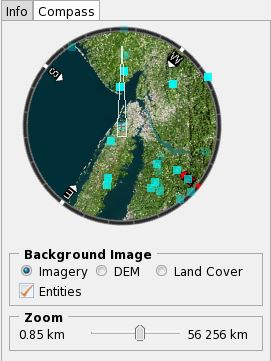 Info Compass
S
W
E
Background Image
Imagery DEM Land Cover
Entities
Zoom
0.85 km 56 256 km